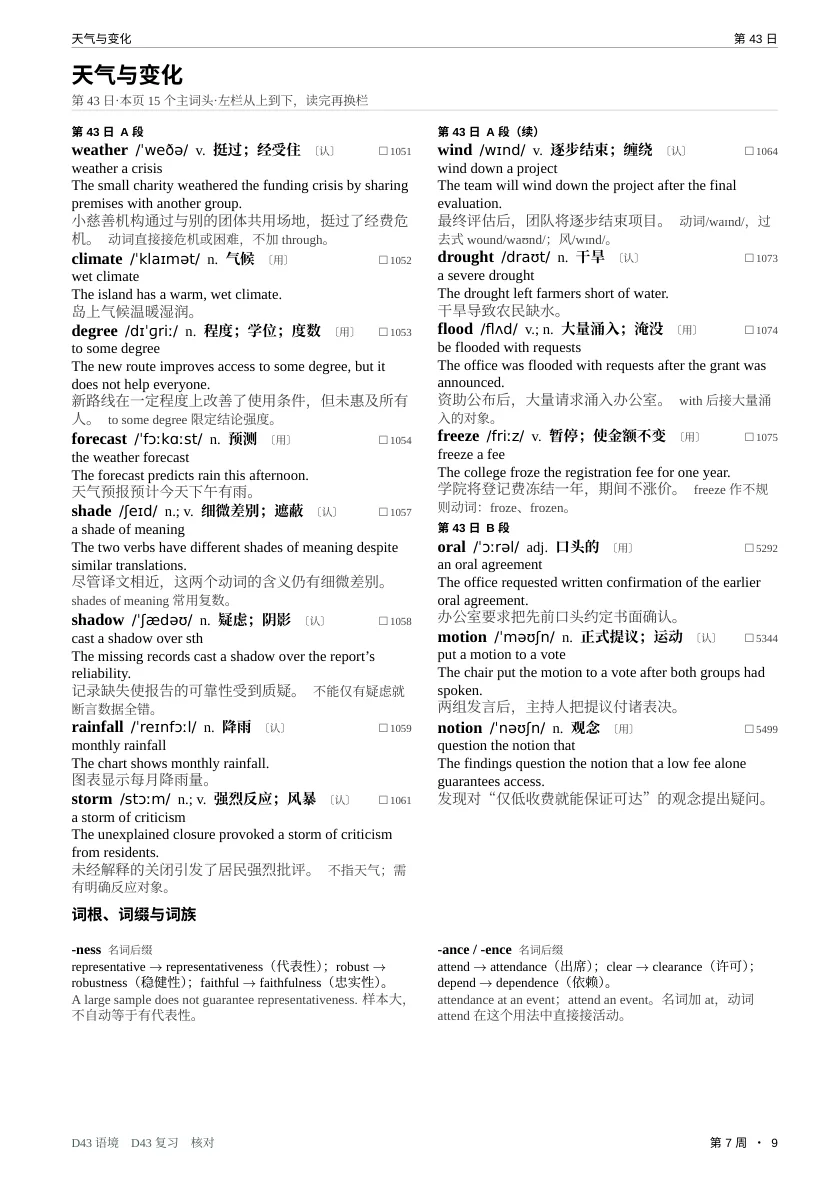 天气与变化
第 43 日
天气与变化
第 43 日·本页 15 个主词头·左栏从上到下，读完再换栏
第 43 日 A 段
weather /ˈweðə/ v. 挺过；经受住 〔认〕 □ 1051
weather a crisis
The small charity weathered the funding crisis by sharing
premises with another group.
小慈善机构通过与别的团体共用场地，挺过了经费危
机。 动词直接接危机或困难，不加 through。
climate /ˈklaɪmət/ n. 气候 〔用〕 □ 1052
wet climate
The island has a warm, wet climate.
岛上气候温暖湿润。
degree /dɪˈɡriː/ n. 程度；学位；度数 〔用〕 □ 1053
to some degree
The new route improves access to some degree, but it
does not help everyone.
新路线在一定程度上改善了使用条件，但未惠及所有
人。 to some degree 限定结论强度。
forecast /ˈfɔːkɑːst/ n. 预测 〔用〕 □ 1054
the weather forecast
The forecast predicts rain this afternoon.
天气预报预计今天下午有雨。
shade /ʃeɪd/ n.; v. 细微差别；遮蔽 〔认〕 □ 1057
a shade of meaning
The two verbs have different shades of meaning despite
similar translations.
尽管译文相近，这两个动词的含义仍有细微差别。
shades of meaning 常用复数。
shadow /ˈʃædəʊ/ n. 疑虑；阴影 〔认〕 □ 1058
cast a shadow over sth
The missing records cast a shadow over the report’s
reliability.
记录缺失使报告的可靠性受到质疑。 不能仅有疑虑就
断言数据全错。
rainfall /ˈreɪnfɔːl/ n. 降雨 〔认〕 □ 1059
monthly rainfall
The chart shows monthly rainfall.
图表显示每月降雨量。
storm /stɔːm/ n.; v. 强烈反应；风暴 〔认〕 □ 1061
a storm of criticism
The unexplained closure provoked a storm of criticism
from residents.
未经解释的关闭引发了居民强烈批评。 不指天气；需
有明确反应对象。
第 43 日 A 段（续）
wind /wɪnd/ v. 逐步结束；缠绕 〔认〕 □ 1064
wind down a project
The team will wind down the project after the final
evaluation.
最终评估后，团队将逐步结束项目。 动词/waɪnd/，过
去式 wound/waʊnd/；风/wɪnd/。
drought /draʊt/ n. 干旱 〔认〕 □ 1073
a severe drought
The drought left farmers short of water.
干旱导致农民缺水。
flood /flʌd/ v.; n. 大量涌入；淹没 〔用〕 □ 1074
be flooded with requests
The office was flooded with requests after the grant was
announced.
资助公布后，大量请求涌入办公室。 with 后接大量涌
入的对象。
freeze /friːz/ v. 暂停；使金额不变 〔用〕 □ 1075
freeze a fee
The college froze the registration fee for one year.
学院将登记费冻结一年，期间不涨价。 freeze 作不规
则动词：froze、frozen。
第 43 日 B 段
oral /ˈɔːrəl/ adj. 口头的 〔用〕 □ 5292
an oral agreement
The office requested written confirmation of the earlier
oral agreement.
办公室要求把先前口头约定书面确认。
motion /ˈməʊʃn/ n. 正式提议；运动 〔认〕 □ 5344
put a motion to a vote
The chair put the motion to a vote after both groups had
spoken.
两组发言后，主持人把提议付诸表决。
notion /ˈnəʊʃn/ n. 观念 〔用〕 □ 5499
question the notion that
The findings question the notion that a low fee alone
guarantees access.
发现对“仅低收费就能保证可达”的观念提出疑问。
词根、词缀与词族
-ness 名词后缀
representative → representativeness（代表性）；robust →
robustness（稳健性）；faithful → faithfulness（忠实性）。
A large sample does not guarantee representativeness. 样本大，
不自动等于有代表性。
-ance / -ence 名词后缀
attend → attendance（出席）；clear → clearance（许可）；
depend → dependence（依赖）。
attendance at an event；attend an event。名词加 at，动词
attend 在这个用法中直接接活动。
D43 语境 D43 复习 核对
第 7 周 · 9